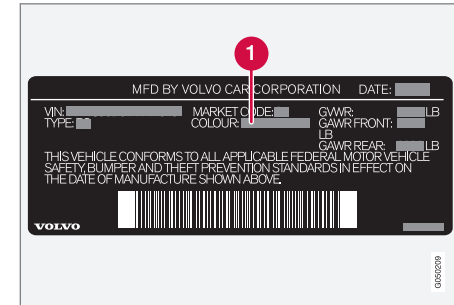 1
MFD BY VOLVO CAR CORPORATION DATE:
VIN: MARKET CODE: GVWR: LB
TYPE: COLOUR: GAWR FRONT:
LB
GAWR REAR: LB
THIS VEHICLE CONFORMS TO ALL APPLICABLE FEDERAL MOTOR VEHICLE
SAFETY, BUMPER AND THEFT PREVENTION STANDARDS IN EFFECT ON
THE DATE OF MANUFACTURE SHOWN ABOVE.
VOLVO
G050209